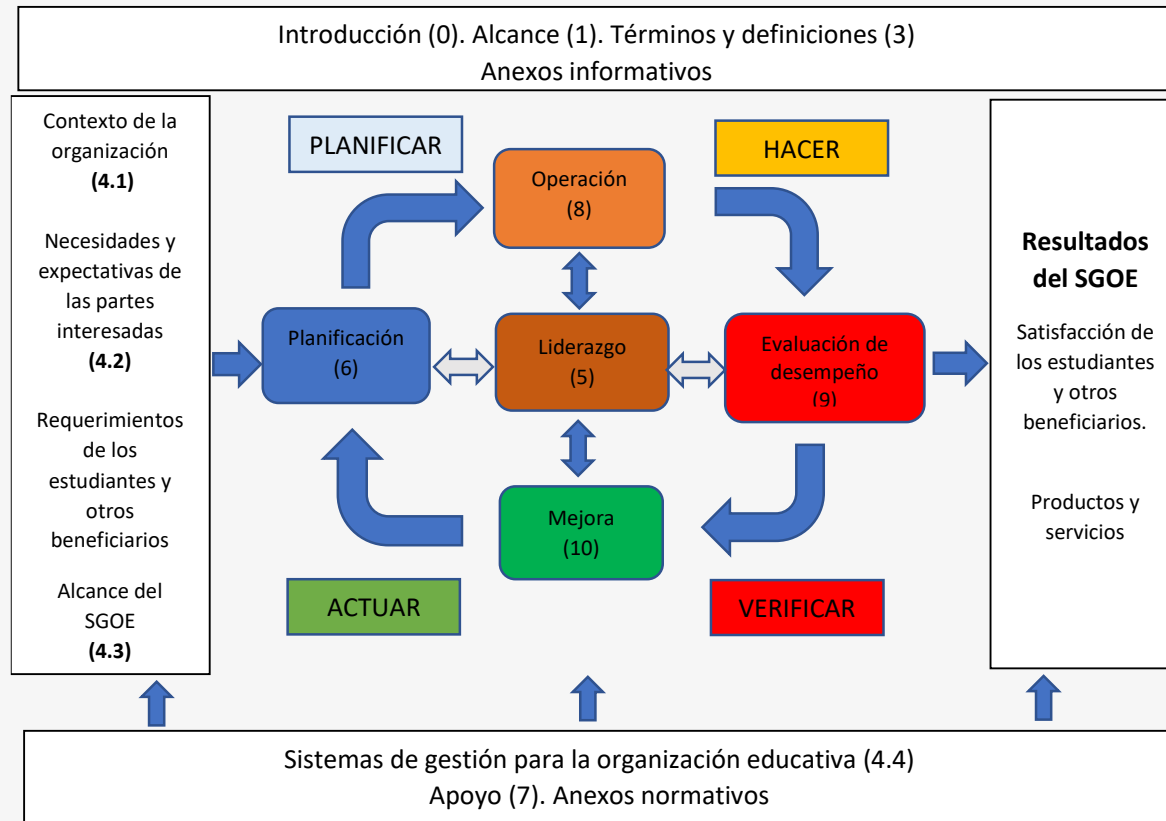 Introducción (0). Alcance (1). Términos y definiciones (3)
Anexos informativos
Contexto de la
organización
(4.1)
Necesidades y
expectativas de
las partes
interesadas
(4.2)
Requerimientos
de los
estudiantes y
otros
beneficiarios
Alcance del
SGOE
(4.3)
PLANIFICAR
HACER
Operación
(8)
Planificación
(6)
Liderazgo
(5)
Evaluación de
desempeño
(9)
Mejora
(10)
ACTUAR
VERIFICAR
Resultados
del SGOE
Satisfacción de
los estudiantes
y otros
beneficiarios.
Productos y
servicios
Sistemas de gestión para la organización educativa (4.4)
Apoyo (7). Anexos normativos